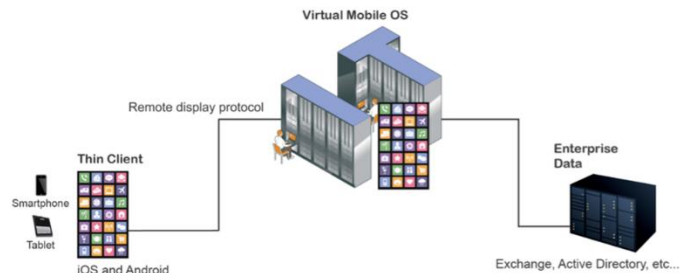 Virtual Mobile OS
Remote display protocol
Thin Client
Smartphone
Tablet
iOS and Android
Enterprise
Data
Exchange, Active Directory, etc...